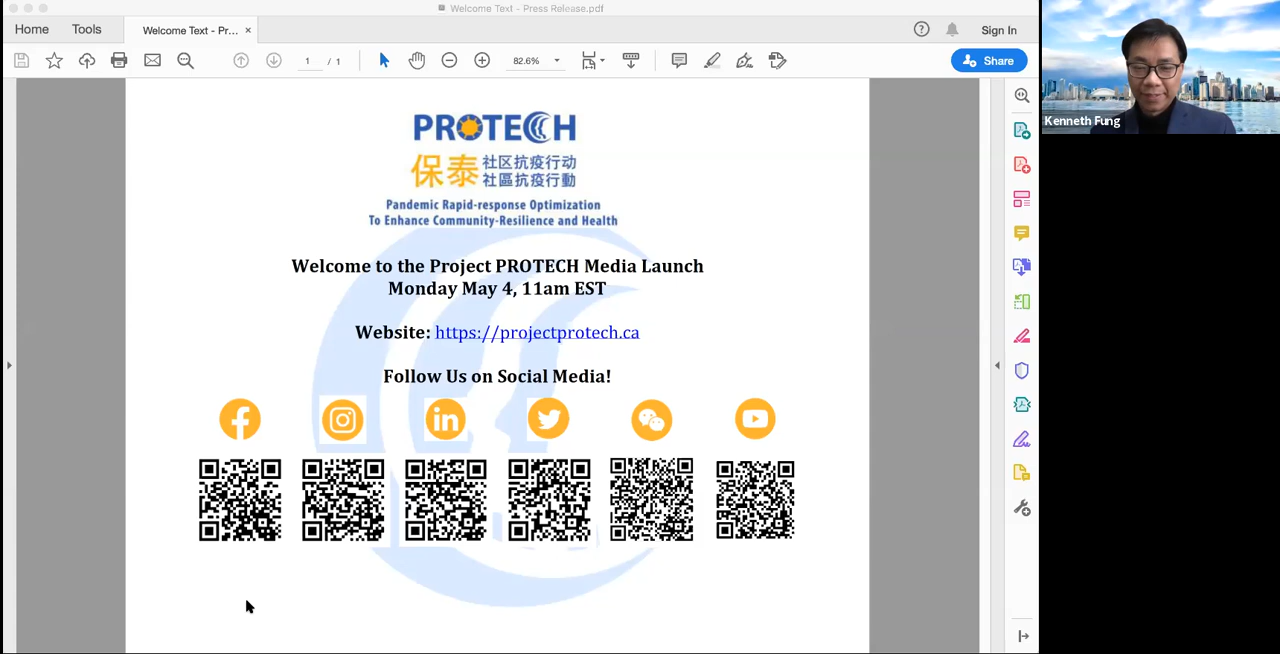 Welcome Text - Press Release.pdf
Home
Tools
Welcome Text - Pr... ×
Sign In
1 / 1
82.6%
Share
PROTECH
保泰
社区抗疫行动
社區抗疫行動
Pandemic Rapid-response Optimization
To Enhance Community-Resilience and Health
Welcome to the Project PROTECH Media Launch
Monday May 4, 11am EST
Website: https://projectprotech.ca
Follow Us on Social Media!
Kenneth Fung